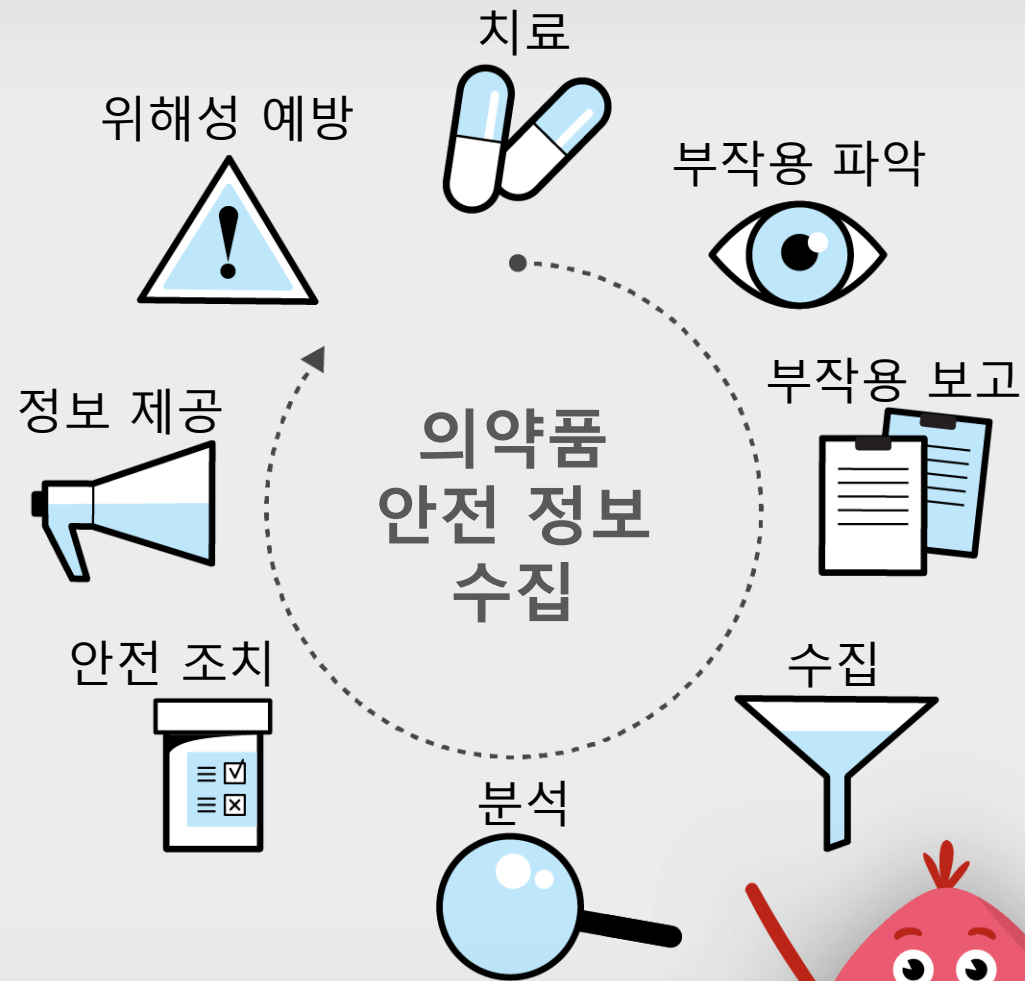 치료
부작용 파악
부작용 보고
수집
분석
안전 조치
정보 제공
위해성 예방
의약품
안전 정보
수집